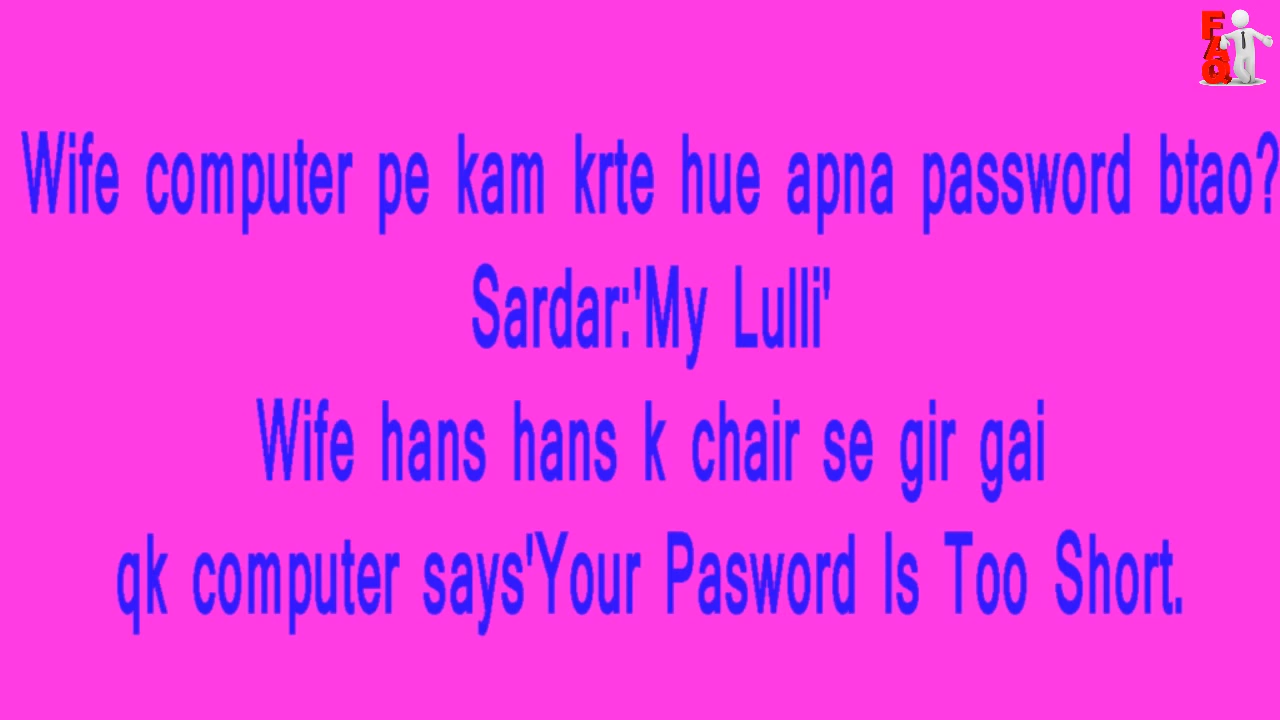 FAQ
Wife computer pe kam krte hue apna password btao?
Sardar:'My Lulli'
Wife hans hans k chair se gir gai
qk computer says'Your Pasword Is Too Short.